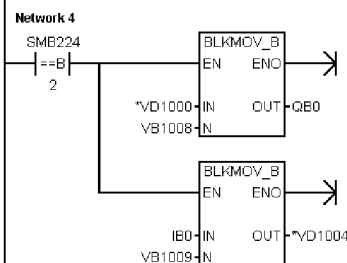 Network 4
SMB224
==B
2
BLKMOV_B
EN ENO
*VD1000 IN OUT QB0
VB1008 N
BLKMOV_B
EN ENO
IB0 IN OUT *VD1004
VB1009 N